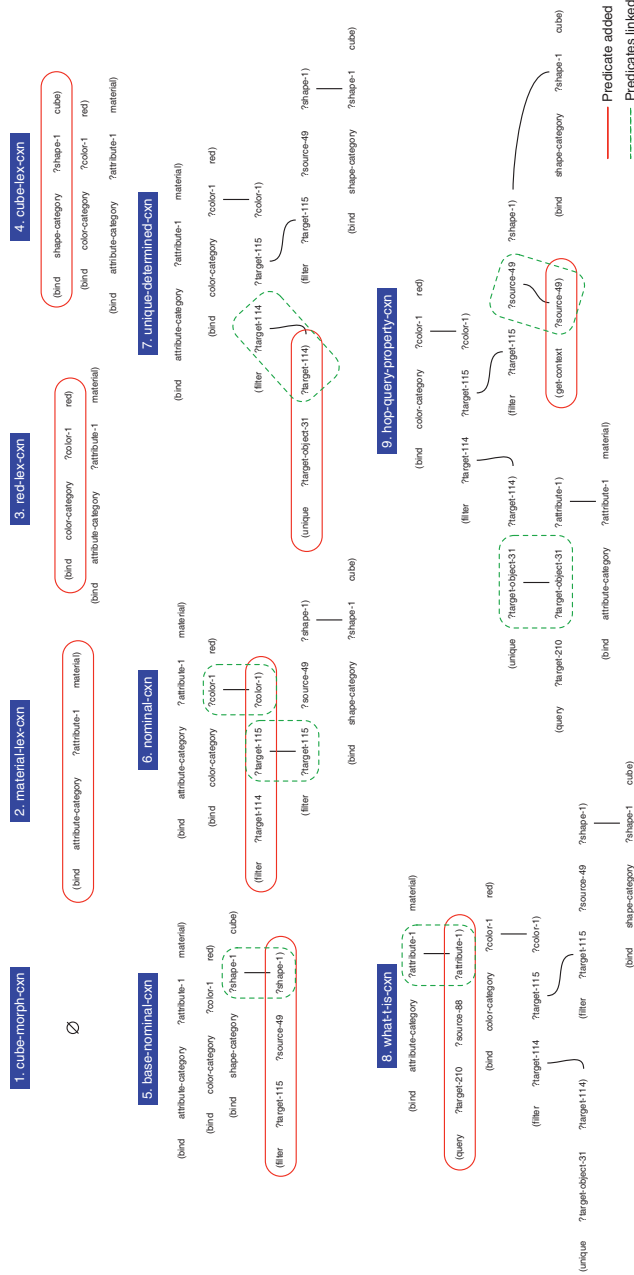 1. cube-morph-cxn
∅
2. material-lex-cxn
(bind attribute-category ?attribute-1 material)
3. red-lex-cxn
(bind color-category ?color-1 red)
(bind attribute-category ?attribute-1 material)
4. cube-lex-cxn
(bind shape-category ?shape-1 cube)
(bind color-category ?color-1 red)
(bind attribute-category ?attribute-1 material)
5. base-nominal-cxn
(bind attribute-category ?attribute-1 material)
(bind color-category ?color-1 red)
(bind shape-category ?shape-1 cube)
(filter ?target-115 ?source-49 ?shape-1)
6. nominal-cxn
(bind attribute-category ?attribute-1 material)
(bind color-category ?color-1 red)
(filter ?target-114 ?target-115 ?color-1)
(filter ?target-115 ?source-49 ?shape-1)
(bind shape-category ?shape-1 cube)
7. unique-determined-cxn
(bind attribute-category ?attribute-1 material)
(bind color-category ?color-1 red)
(filter ?target-114 ?target-115 ?color-1)
(unique ?target-object-31 ?target-114)
(filter ?target-115 ?source-49 ?shape-1)
(bind shape-category ?shape-1 cube)
8. what-t-is-cxn
(bind attribute-category ?attribute-1 material)
(query ?target-210 ?source-88 ?attribute-1)
(bind color-category ?color-1 red)
(filter ?target-114 ?target-115 ?color-1)
(unique ?target-object-31 ?target-114)
(filter ?target-115 ?source-49 ?shape-1)
(bind shape-category ?shape-1 cube)
9. hop-query-property-cxn
(bind color-category ?color-1 red)
(filter ?target-114 ?target-115 ?color-1)
(unique ?target-object-31 ?target-114)
(filter ?target-115 ?source-49 ?shape-1)
(query ?target-210 ?target-object-31 ?attribute-1)
(get-context ?source-49)
(bind shape-category ?shape-1 cube)
(bind attribute-category ?attribute-1 material)
Predicate added
Predicates linked